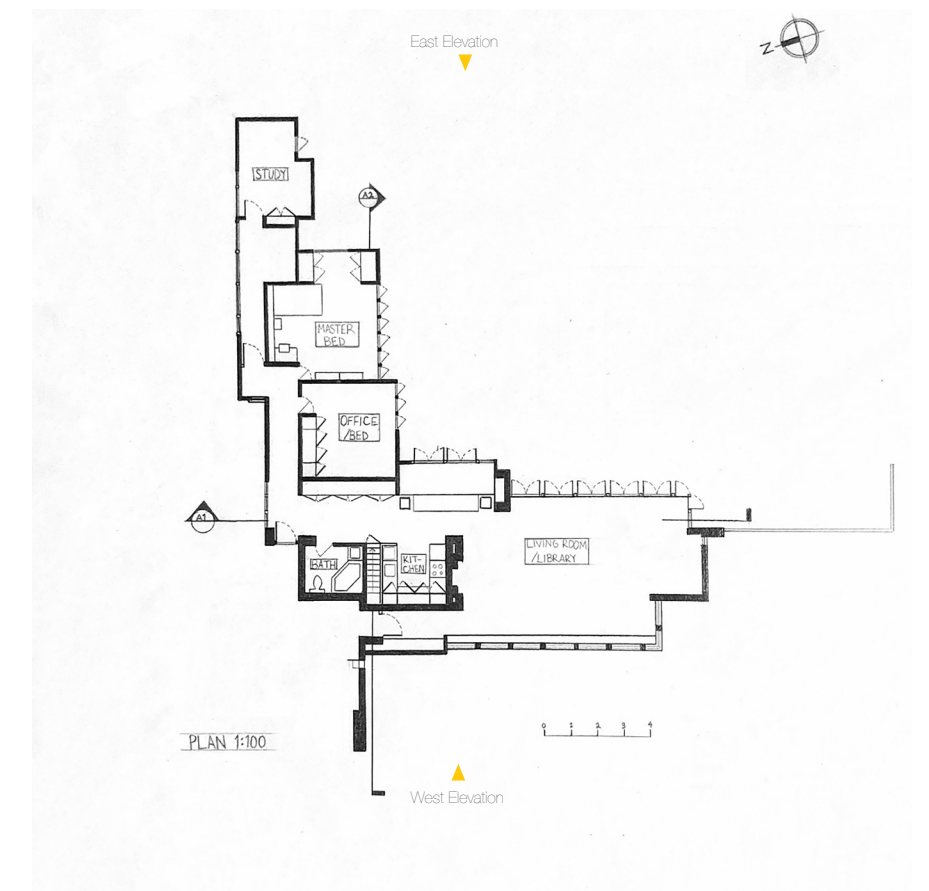 East Elevation
N
STUDY
A2
MASTER
BED
OFFICE
/BED
A1
LIVING ROOM
/LIBRARY
BATH
KIT-
CHEN
0 1 2 3 4
PLAN 1:100
West Elevation